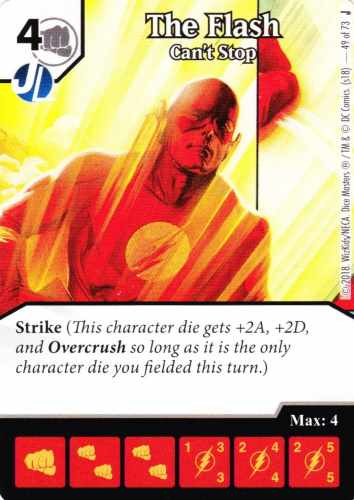 4
The Flash
Can't Stop
©2018 WizKids/NECA. Dice Masters ® / TM & © DC Comics. (s18) — 49 of 73 J
Strike (This character die gets +2A, +2D,
and Overcrush so long as it is the only
character die you fielded this turn.)
Max: 4
1 3 3
2 4 4
2 5 5